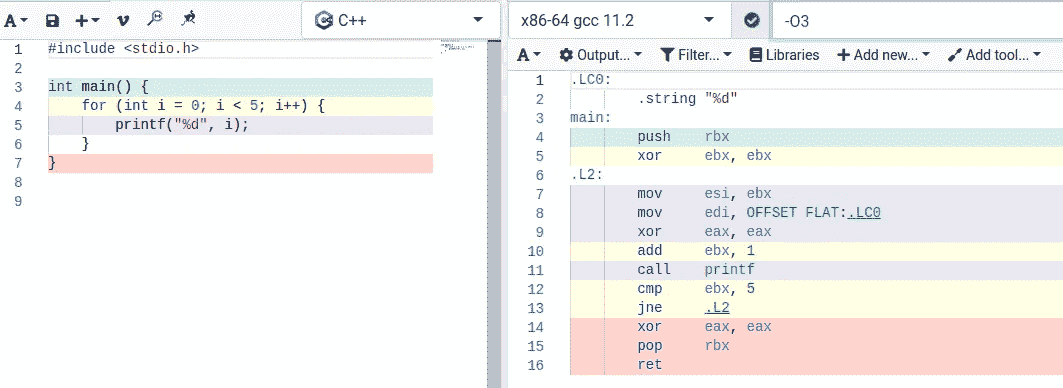 A C++ x86-64 gcc 11.2 -O3
A Output... Filter... Libraries + Add new... Add tool...
1 #include <stdio.h>
2
3 int main() {
4 for (int i = 0; i < 5; i++) {
5 printf("%d", i);
6 }
7 }
8
9
1 .LC0:
2 .string "%d"
3 main:
4 push rbx
5 xor ebx, ebx
6 .L2:
7 mov esi, ebx
8 mov edi, OFFSET FLAT:.LC0
9 xor eax, eax
10 add ebx, 1
11 call printf
12 cmp ebx, 5
13 jne .L2
14 xor eax, eax
15 pop rbx
16 ret